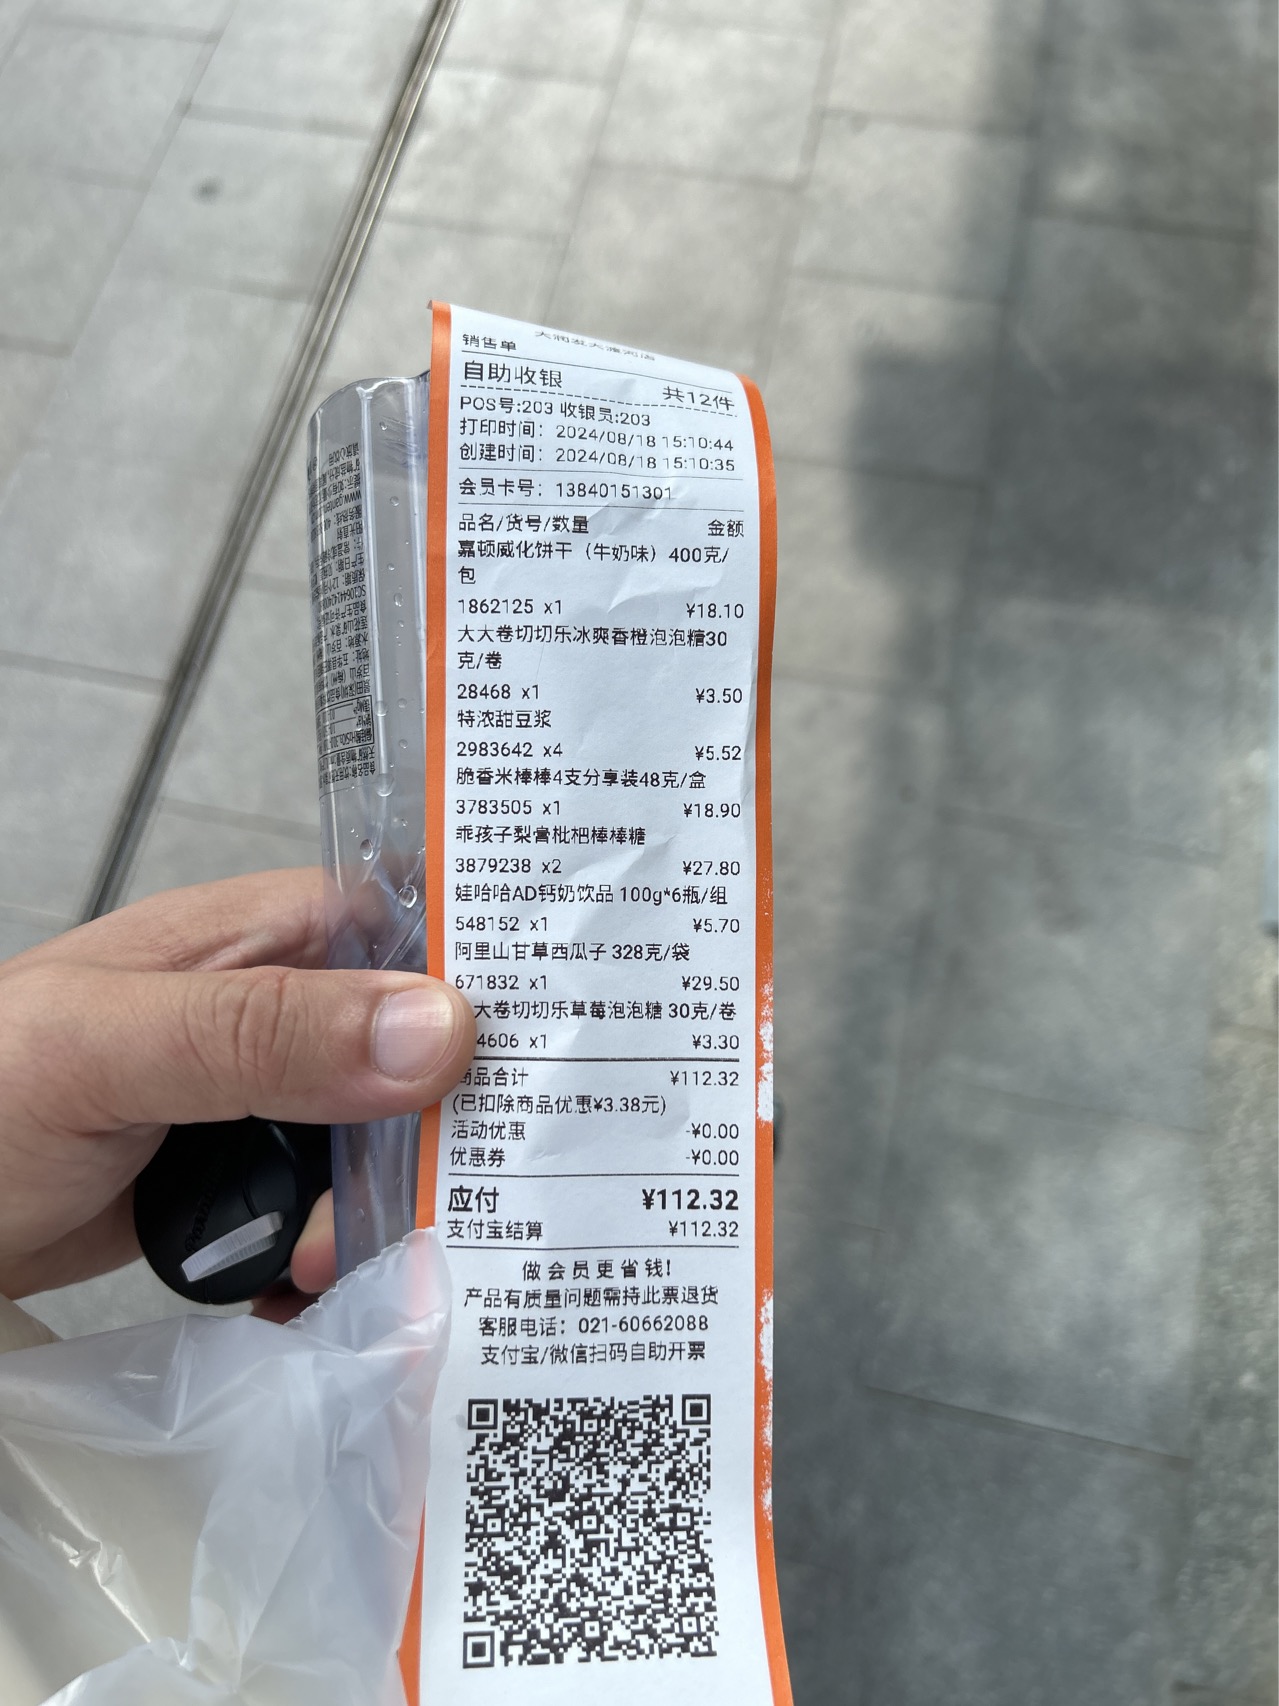 大润发大渡河店
销售单
自助收银 共12件
POS号:203 收银员:203
打印时间: 2024/08/18 15:10:44
创建时间: 2024/08/18 15:10:35
会员卡号: 13840151301
品名/货号/数量 金额
嘉顿威化饼干（牛奶味）400克/
包
1862125 x1 ¥18.10
大大卷切切乐冰爽香橙泡泡糖30
克/卷
28468 x1 ¥3.50
特浓甜豆浆
2983642 x4 ¥5.52
脆香米棒棒4支分享装48克/盒
3783505 x1 ¥18.90
乖孩子梨膏枇杷棒棒糖
3879238 x2 ¥27.80
娃哈哈AD钙奶饮品 100g*6瓶/组
548152 x1 ¥5.70
阿里山甘草西瓜子 328克/袋
671832 x1 ¥29.50
大卷切切乐草莓泡泡糖 30克/卷
4606 x1 ¥3.30
商品合计 ¥112.32
(已扣除商品优惠¥3.38元)
活动优惠 -¥0.00
优惠券 -¥0.00
应付 ¥112.32
支付宝结算 ¥112.32
做会员更省钱!
产品有质量问题需持此票退货
客服电话: 021-60662088
支付宝/微信扫码自助开票